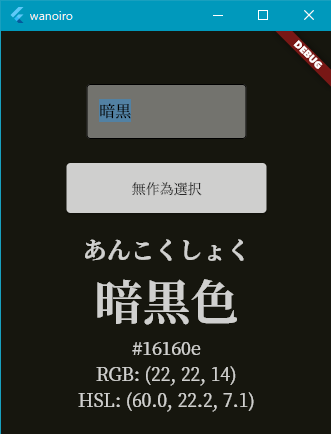 wanoiro
DEBUG
暗黒
無作為選択
あんこくしょく
暗黒色
#16160e
RGB: (22, 22, 14)
HSL: (60.0, 22.2, 7.1)